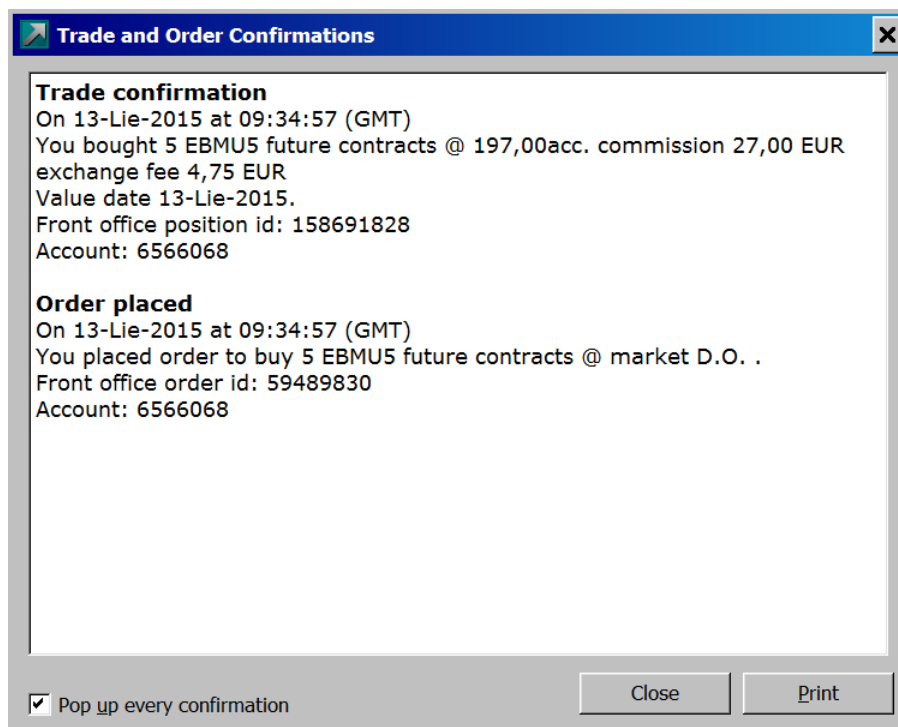 Trade and Order Confirmations
Trade confirmation
On 13-Lie-2015 at 09:34:57 (GMT)
You bought 5 EBMU5 future contracts @ 197,00acc. commission 27,00 EUR
exchange fee 4,75 EUR
Value date 13-Lie-2015.
Front office position id: 158691828
Account: 6566068
Order placed
On 13-Lie-2015 at 09:34:57 (GMT)
You placed order to buy 5 EBMU5 future contracts @ market D.O. .
Front office order id: 59489830
Account: 6566068
Pop up every confirmation
Close
Print